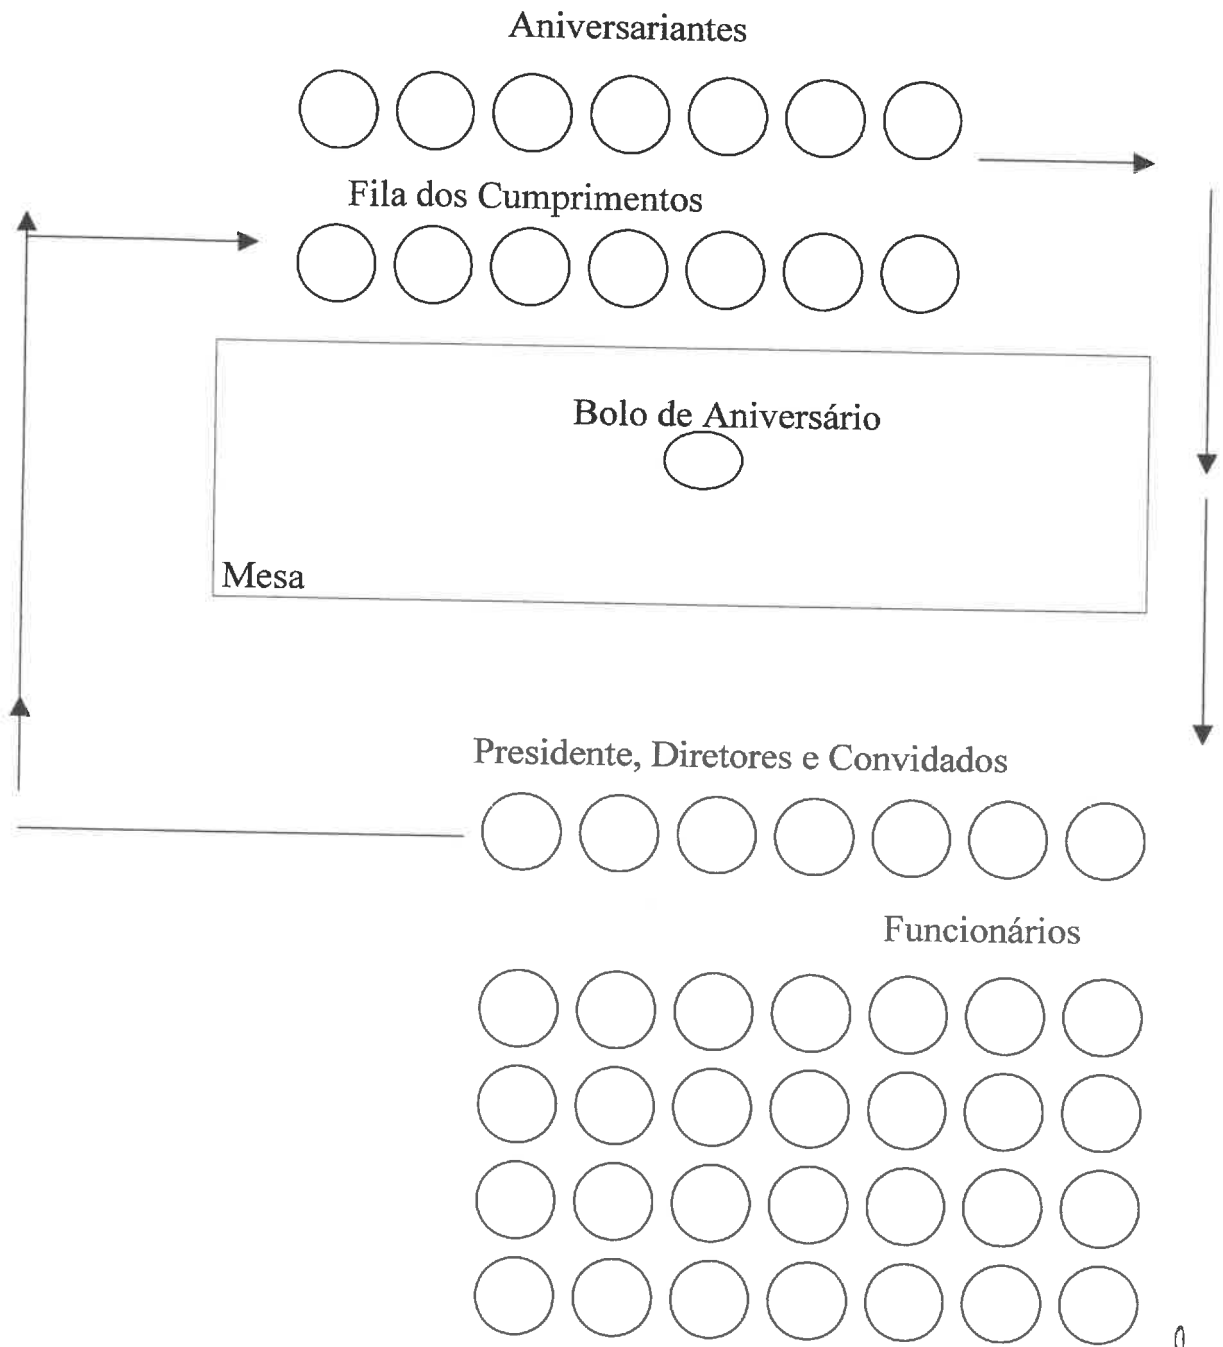 Aniversariantes
Fila dos Cumprimentos
Bolo de Aniversário
Mesa
Presidente, Diretores e Convidados
Funcionários